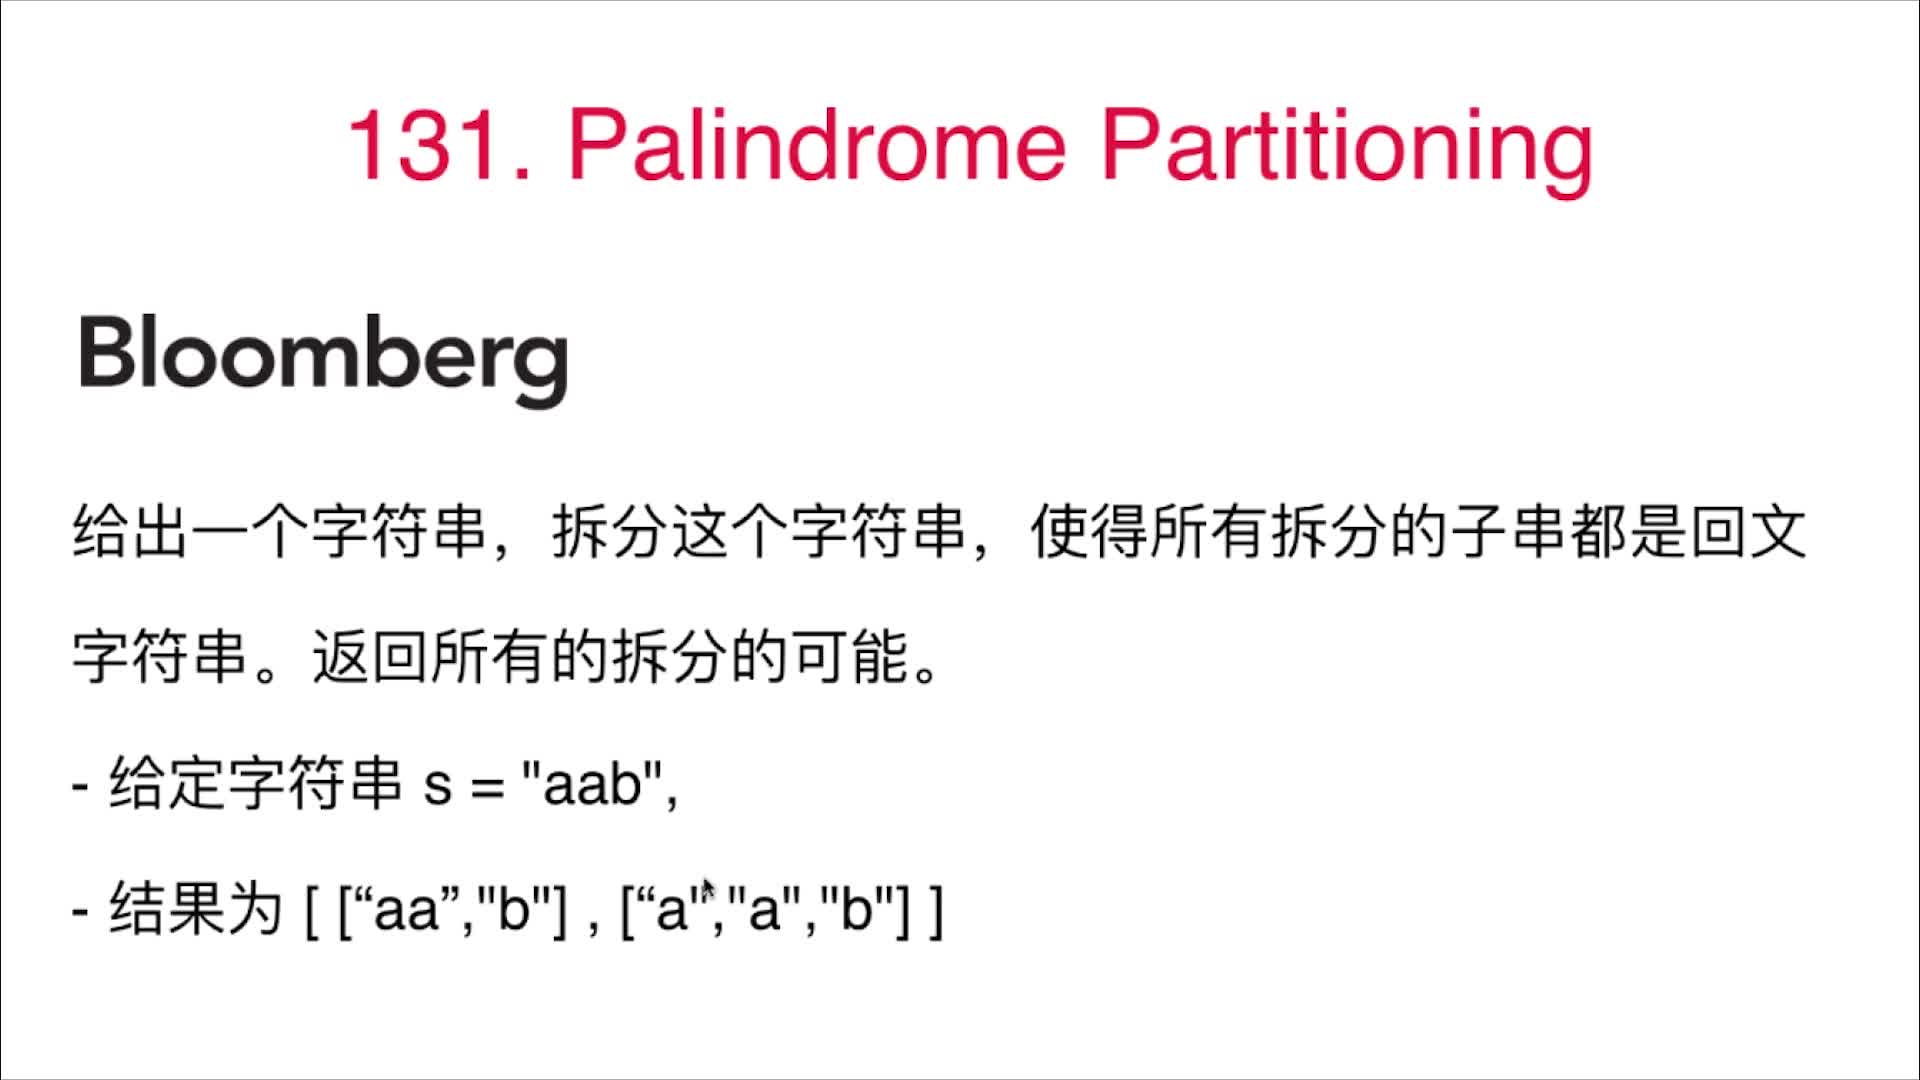 131. Palindrome Partitioning
Bloomberg
给出一个字符串，拆分这个字符串，使得所有拆分的子串都是回文
字符串。返回所有的拆分的可能。
- 给定字符串 s = "aab",
- 结果为 [ [“aa”,"b"] , [“a","a","b"] ]